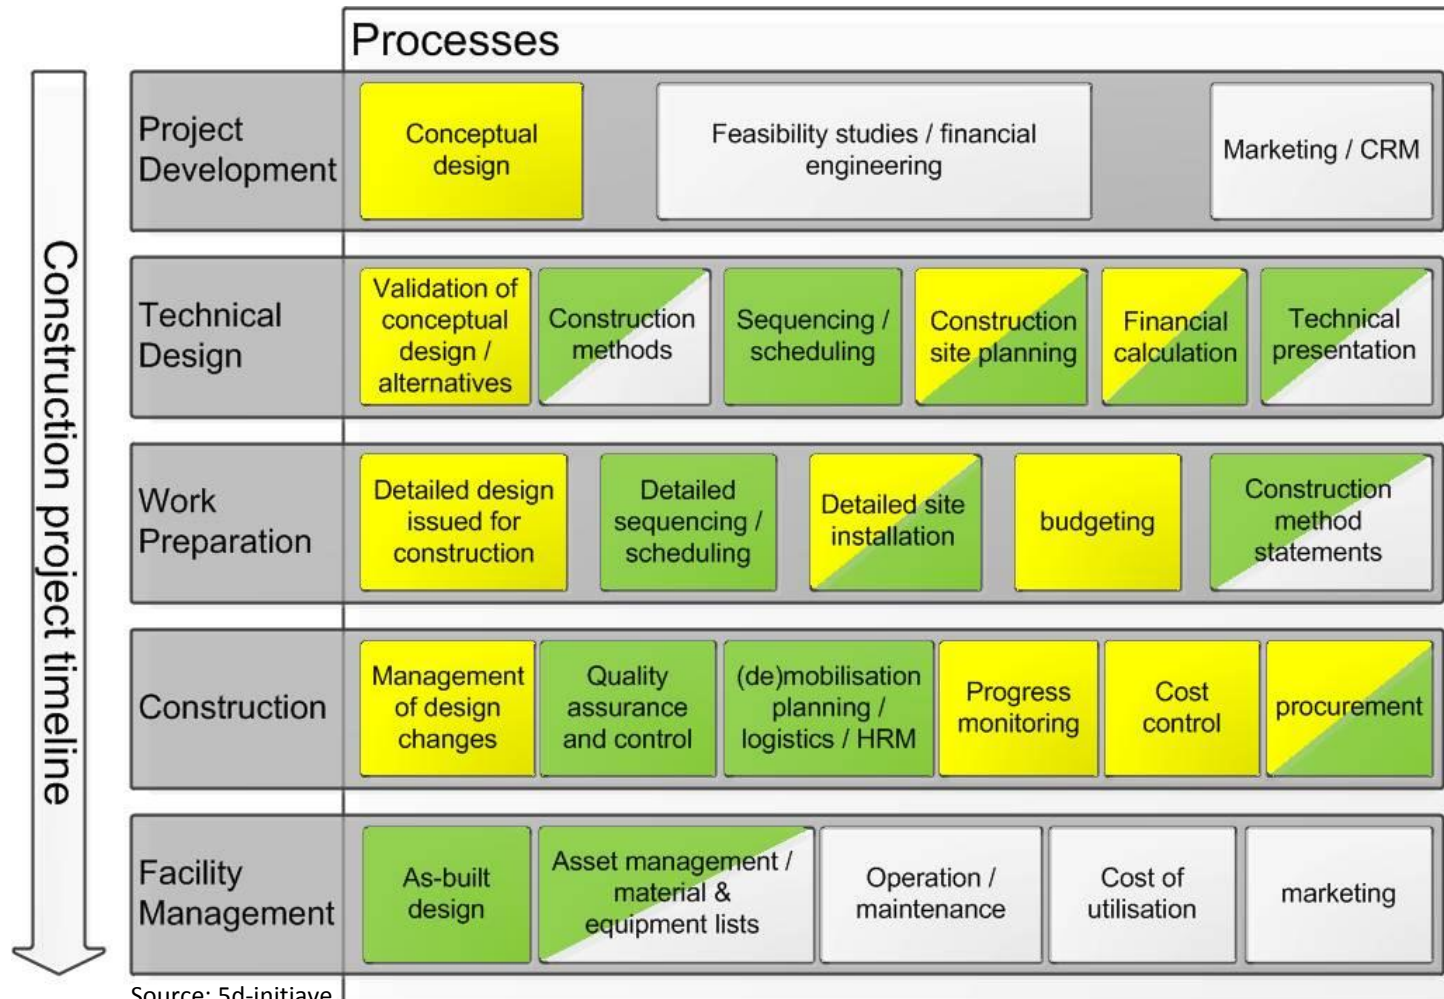 Processes
Construction project timeline
Project
Development
Conceptual
design
Feasibility studies / financial
engineering
Marketing / CRM
Technical
Design
Validation of
conceptual
design /
alternatives
Construction
methods
Sequencing /
scheduling
Construction
site planning
Financial
calculation
Technical
presentation
Work
Preparation
Detailed design
issued for
construction
Detailed
sequencing /
scheduling
Detailed site
installation
budgeting
Construction
method
statements
Construction
Management
of design
changes
Quality
assurance
and control
(de)mobilisation
planning /
logistics / HRM
Progress
monitoring
Cost
control
procurement
Facility
Management
As-built
design
Asset management /
material &
equipment lists
Operation /
maintenance
Cost of
utilisation
marketing
Source: 5d-initiave